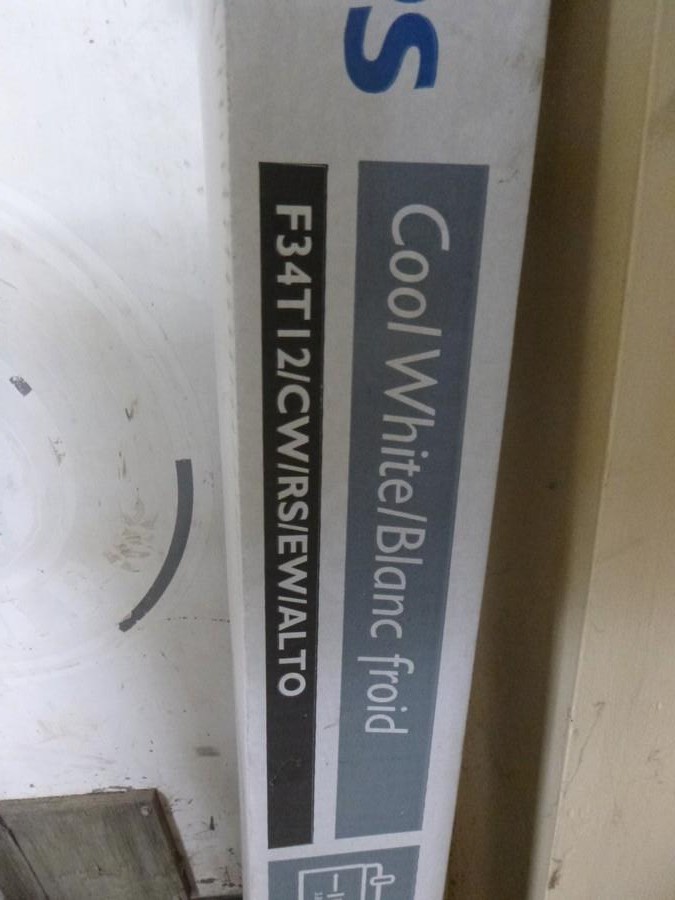 Cool White/Blanc froid
F34T12/CW/RS/EW/ALTO